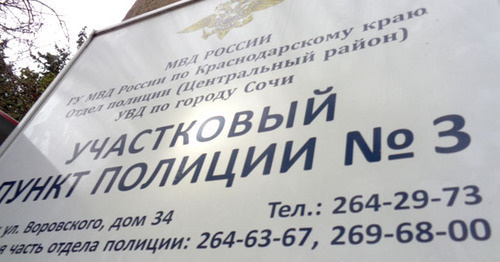 МВД РОССИИ
ГУ МВД России по Краснодарскому краю
Отдел полиции (Центральный район)
УВД по городу Сочи
УЧАСТКОВЫЙ
ПУНКТ ПОЛИЦИИ № 3
ул. Воровского, дом 34 Тел.: 264-29-73
часть отдела полиции: 264-63-67, 269-68-00